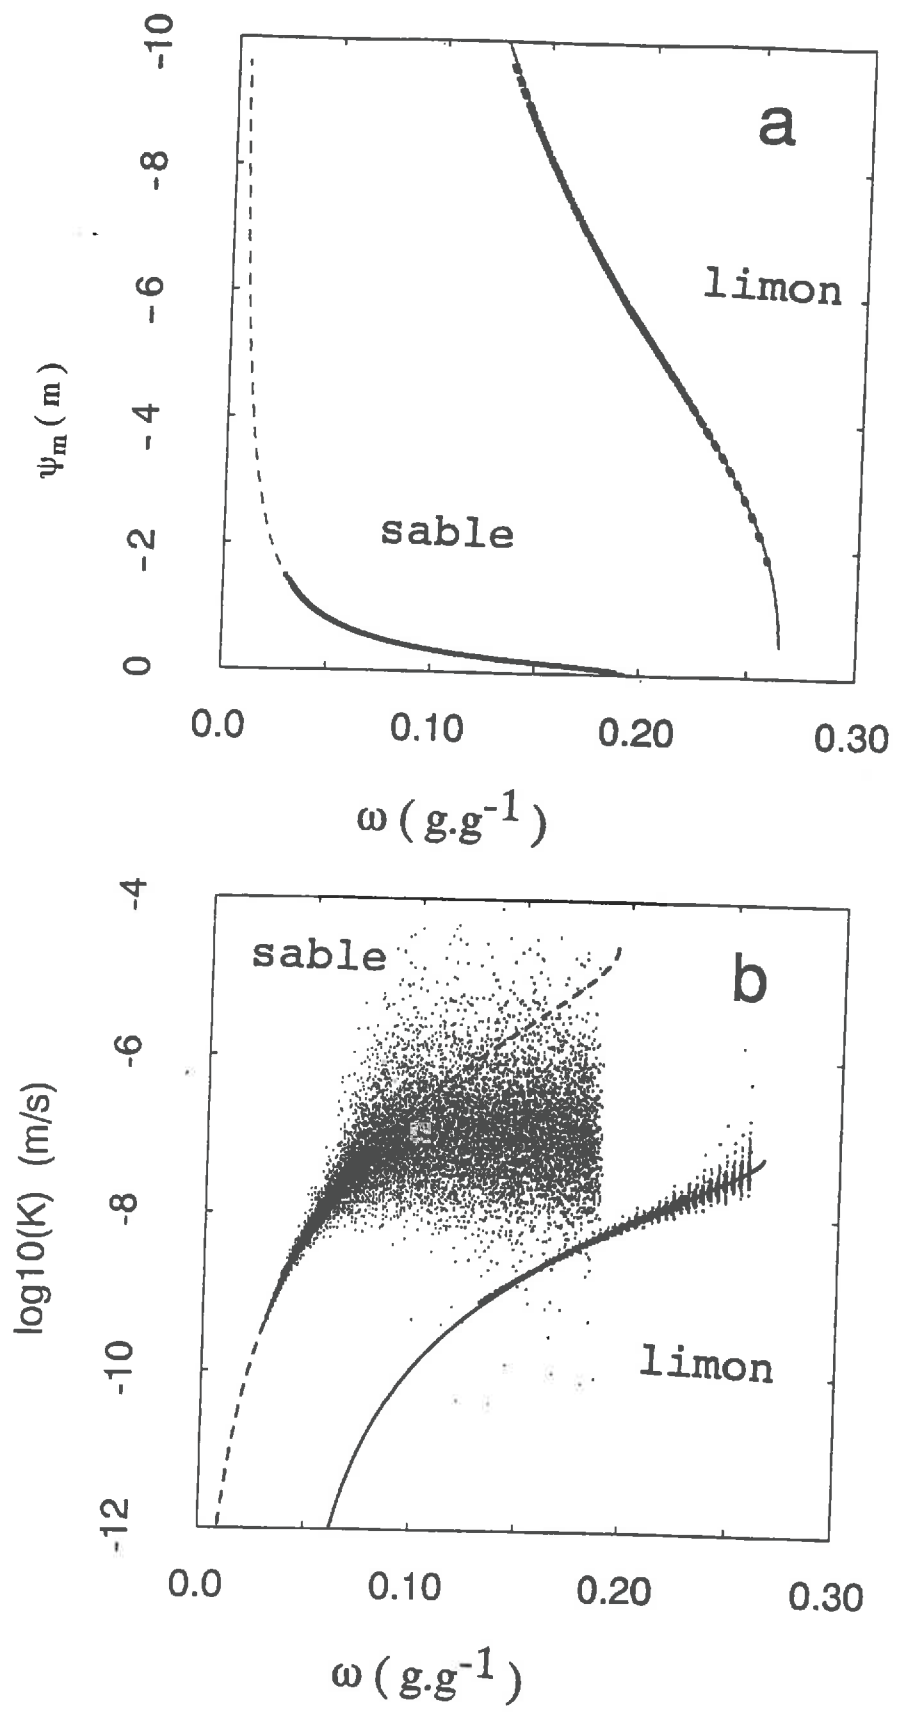 -10
a
-8
limon
-6
ψm (m)
-4
sable
-2
0
0.0 0.10 0.20 0.30
ω ( g.g-1 )
-4
sable
b
-6
log10(K) (m/s)
-8
limon
-10
-12
0.0 0.10 0.20 0.30
ω ( g.g-1 )